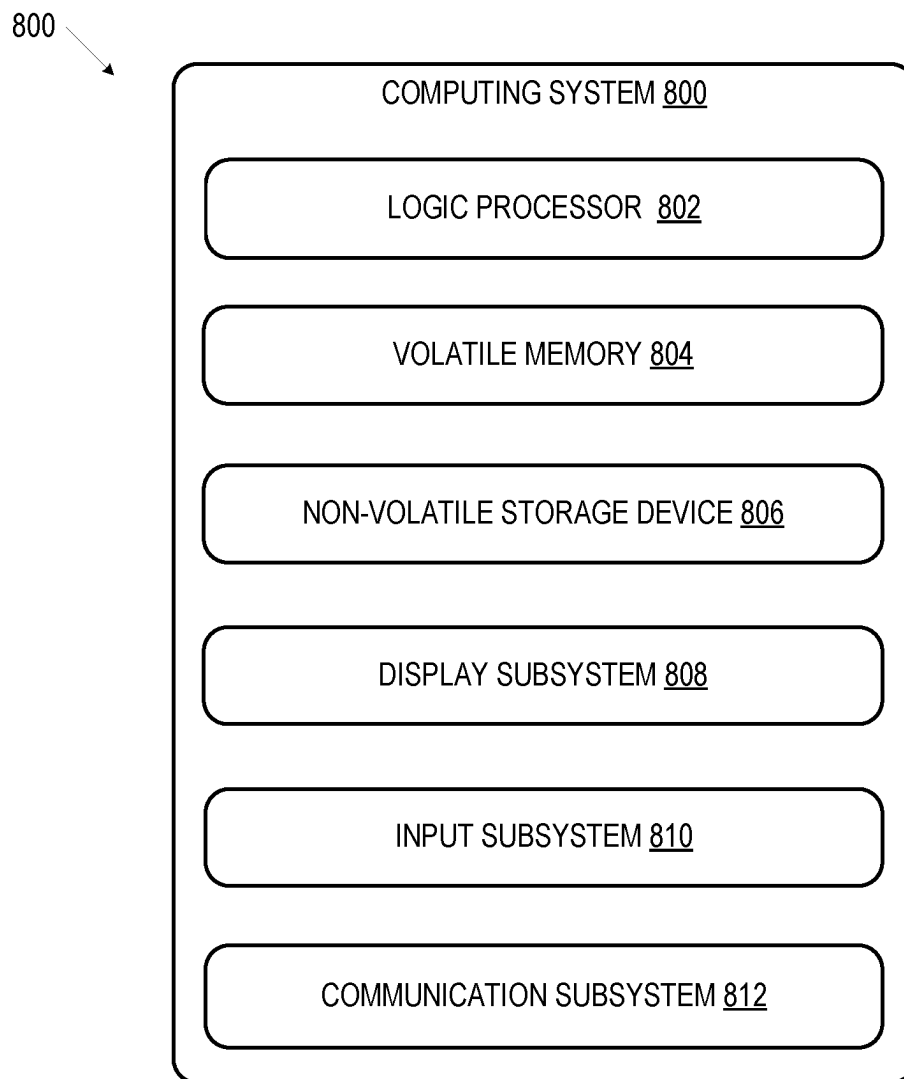 800
COMPUTING SYSTEM 800
LOGIC PROCESSOR 802
VOLATILE MEMORY 804
NON-VOLATILE STORAGE DEVICE 806
DISPLAY SUBSYSTEM 808
INPUT SUBSYSTEM 810
COMMUNICATION SUBSYSTEM 812